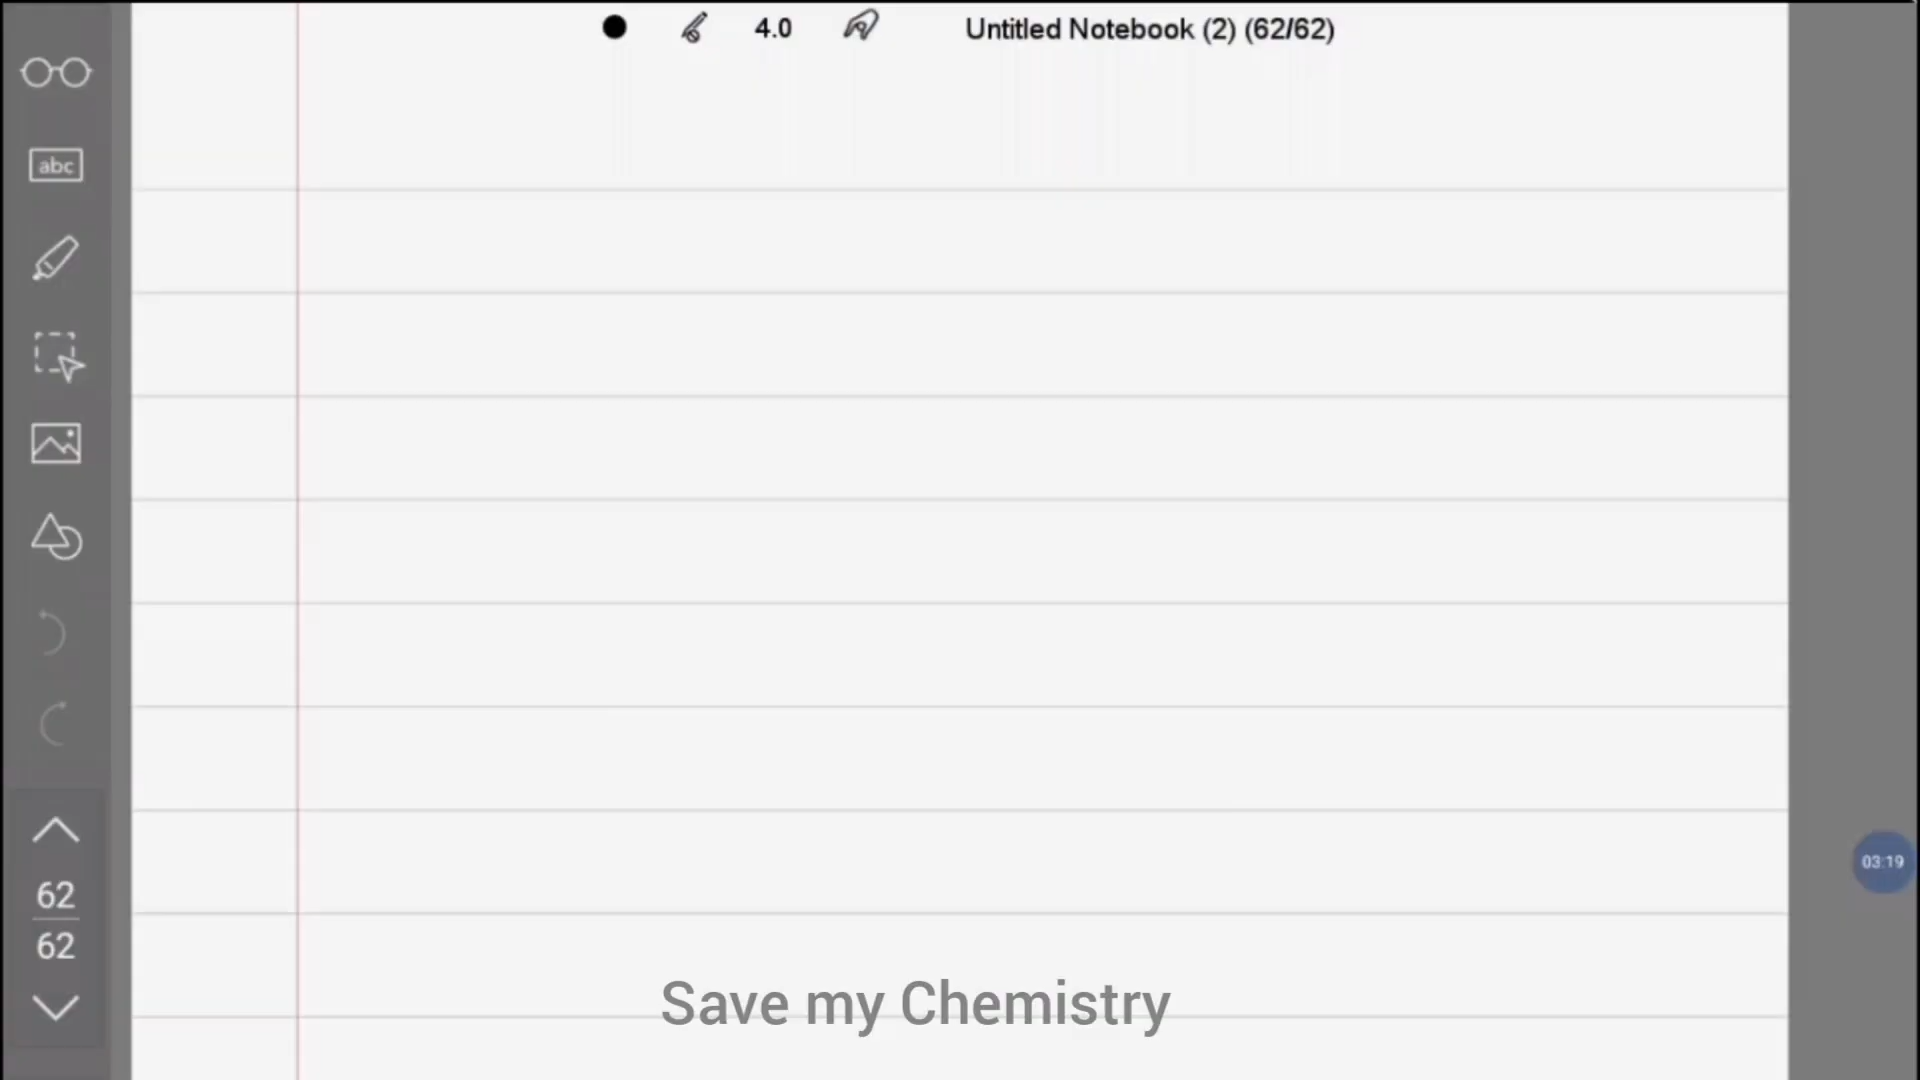 4.0
Untitled Notebook (2) (62/62)
abc
62
62
03:19
Save my Chemistry